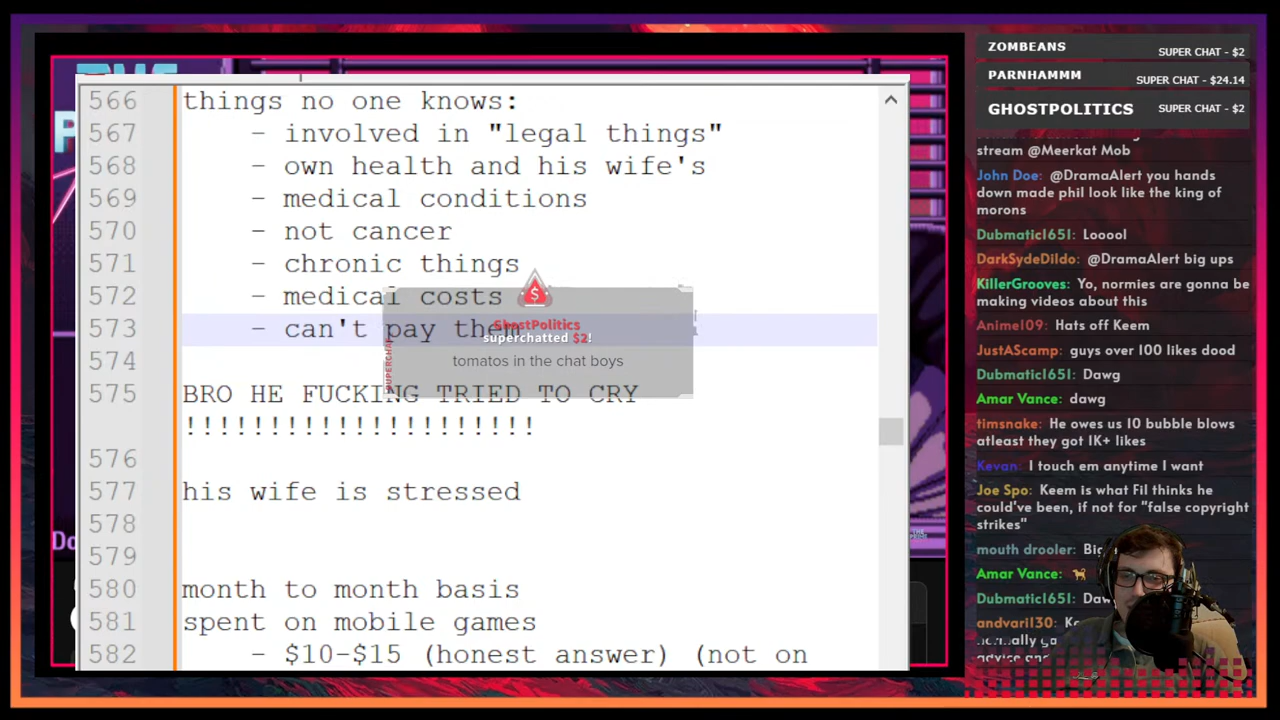 566 things no one knows:
567 - involved in "legal things"
568 - own health and his wife's
569 - medical conditions
570 - not cancer
571 - chronic things
572 - medical costs
573 - can't pay them
574
575 BRO HE FUCKING TRIED TO CRY
!!!!!!!!!!!!!!!!!!!!!
576
577 his wife is stressed
578
579
580 month to month basis
581 spent on mobile games
582 - $10-$15 (honest answer) (not on
$
GhostPolitics
superchatted $2!
tomatos in the chat boys
SUPERCHAT
ZOMBEANS SUPER CHAT - $2
PARNHAMMM SUPER CHAT - $24.14
GHOSTPOLITICS SUPER CHAT - $2
stream @Meerkat Mob
John Doe: @DramaAlert you hands
down made phil look like the king of
morons
Dubmatic1651: Looool
DarkSydeDildo: @DramaAlert big ups
KillerGrooves: Yo, normies are gonna be
making videos about this
Anime109: Hats off Keem
JustAScamp: guys over 100 likes dood
Dubmatic1651: Dawg
Amar Vance: dawg
timsnake: He owes us 10 bubble blows
atleast they got 1K+ likes
Kevan: I touch em anytime I want
Joe Spo: Keem is what Fil thinks he
could've been, if not for "false copyright
strikes"
mouth drooler: Big
Amar Vance:
Dubmatic1651:
andvari130:
advice and